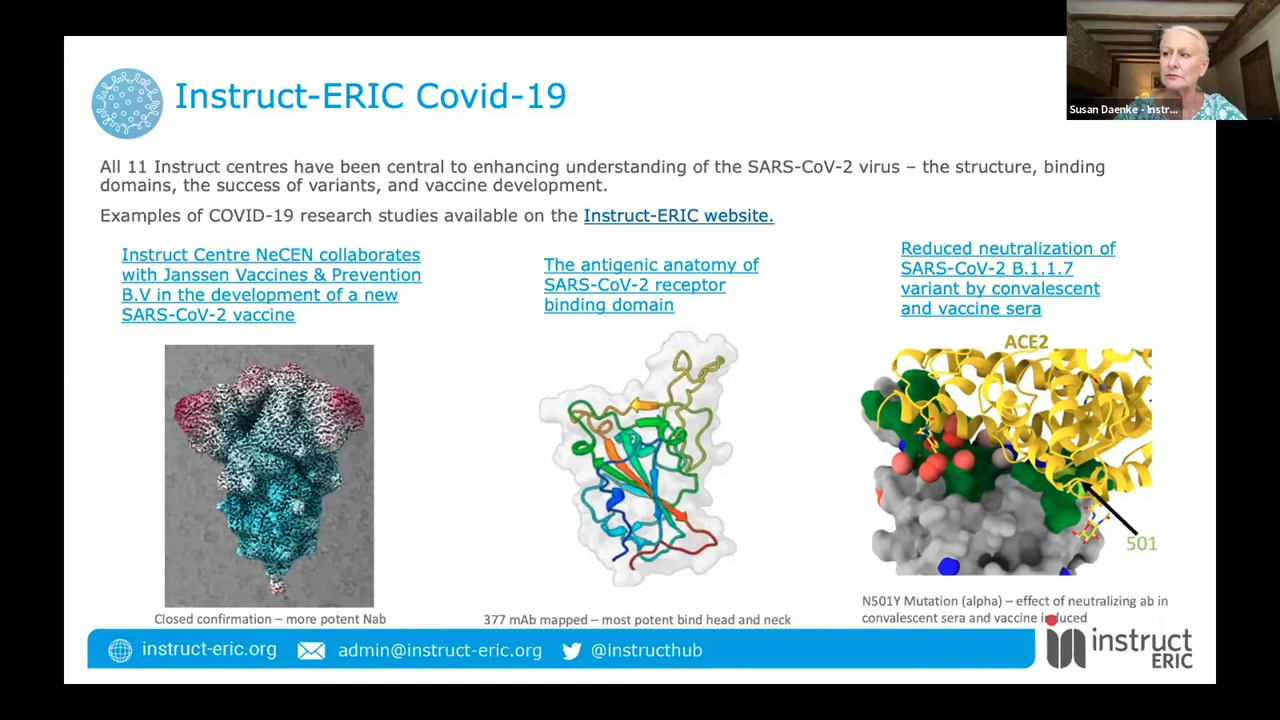 Instruct-ERIC Covid-19
Susan Daenke - Instr...
All 11 Instruct centres have been central to enhancing understanding of the SARS-CoV-2 virus – the structure, binding
domains, the success of variants, and vaccine development.
Examples of COVID-19 research studies available on the Instruct-ERIC website.
Instruct Centre NeCEN collaborates
with Janssen Vaccines & Prevention
B.V in the development of a new
SARS-CoV-2 vaccine
The antigenic anatomy of
SARS-CoV-2 receptor
binding domain
Reduced neutralization of
SARS-CoV-2 B.1.1.7
variant by convalescent
and vaccine sera
ACE2
501
Closed confirmation – more potent Nab
377 mAb mapped – most potent bind head and neck
N501Y Mutation (alpha) – effect of neutralizing ab in
convalescent sera and vaccine induced
instruct-eric.org
admin@instruct-eric.org
@instructhub
instruct
ERIC